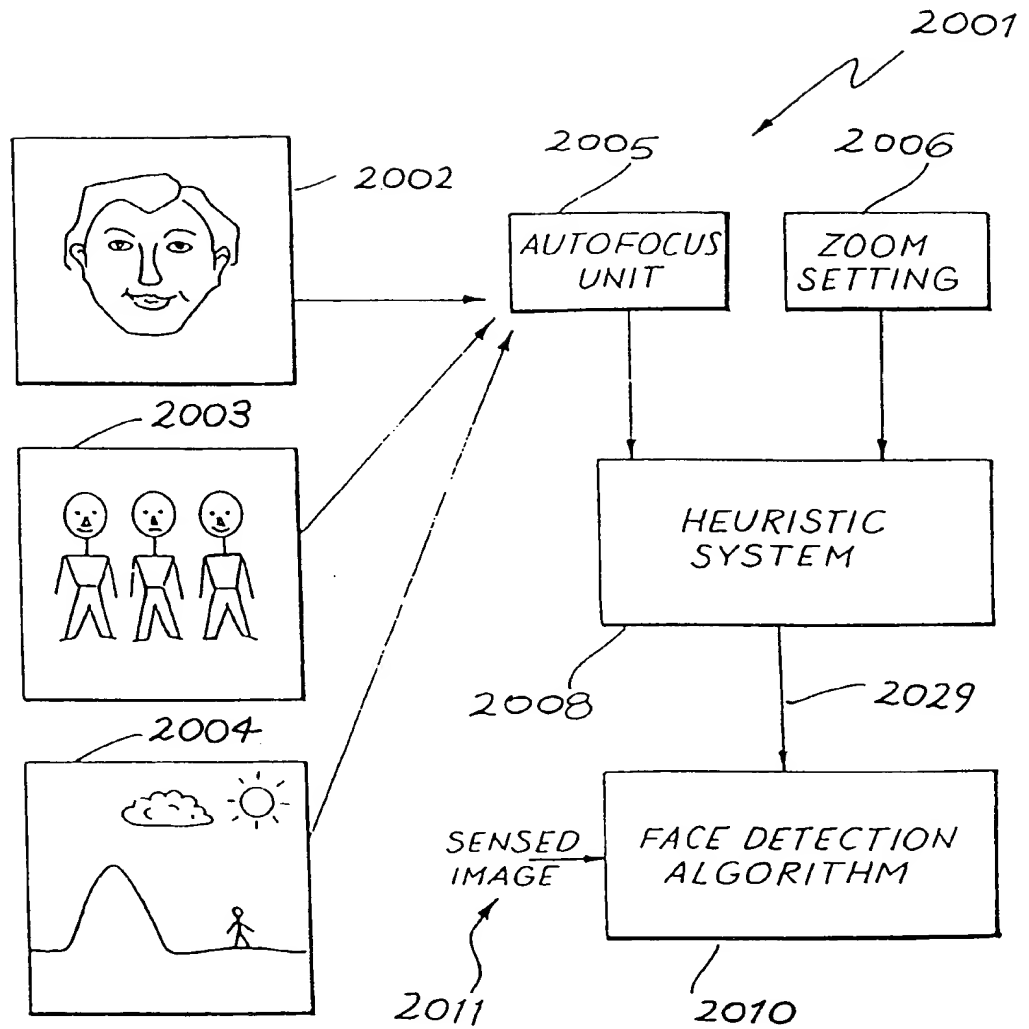 2001
2005
2006
2002
AUTOFOCUS
UNIT
ZOOM
SETTING
2003
HEURISTIC
SYSTEM
2008
2029
2004
SENSED
IMAGE
FACE DETECTION
ALGORITHM
2011
2010